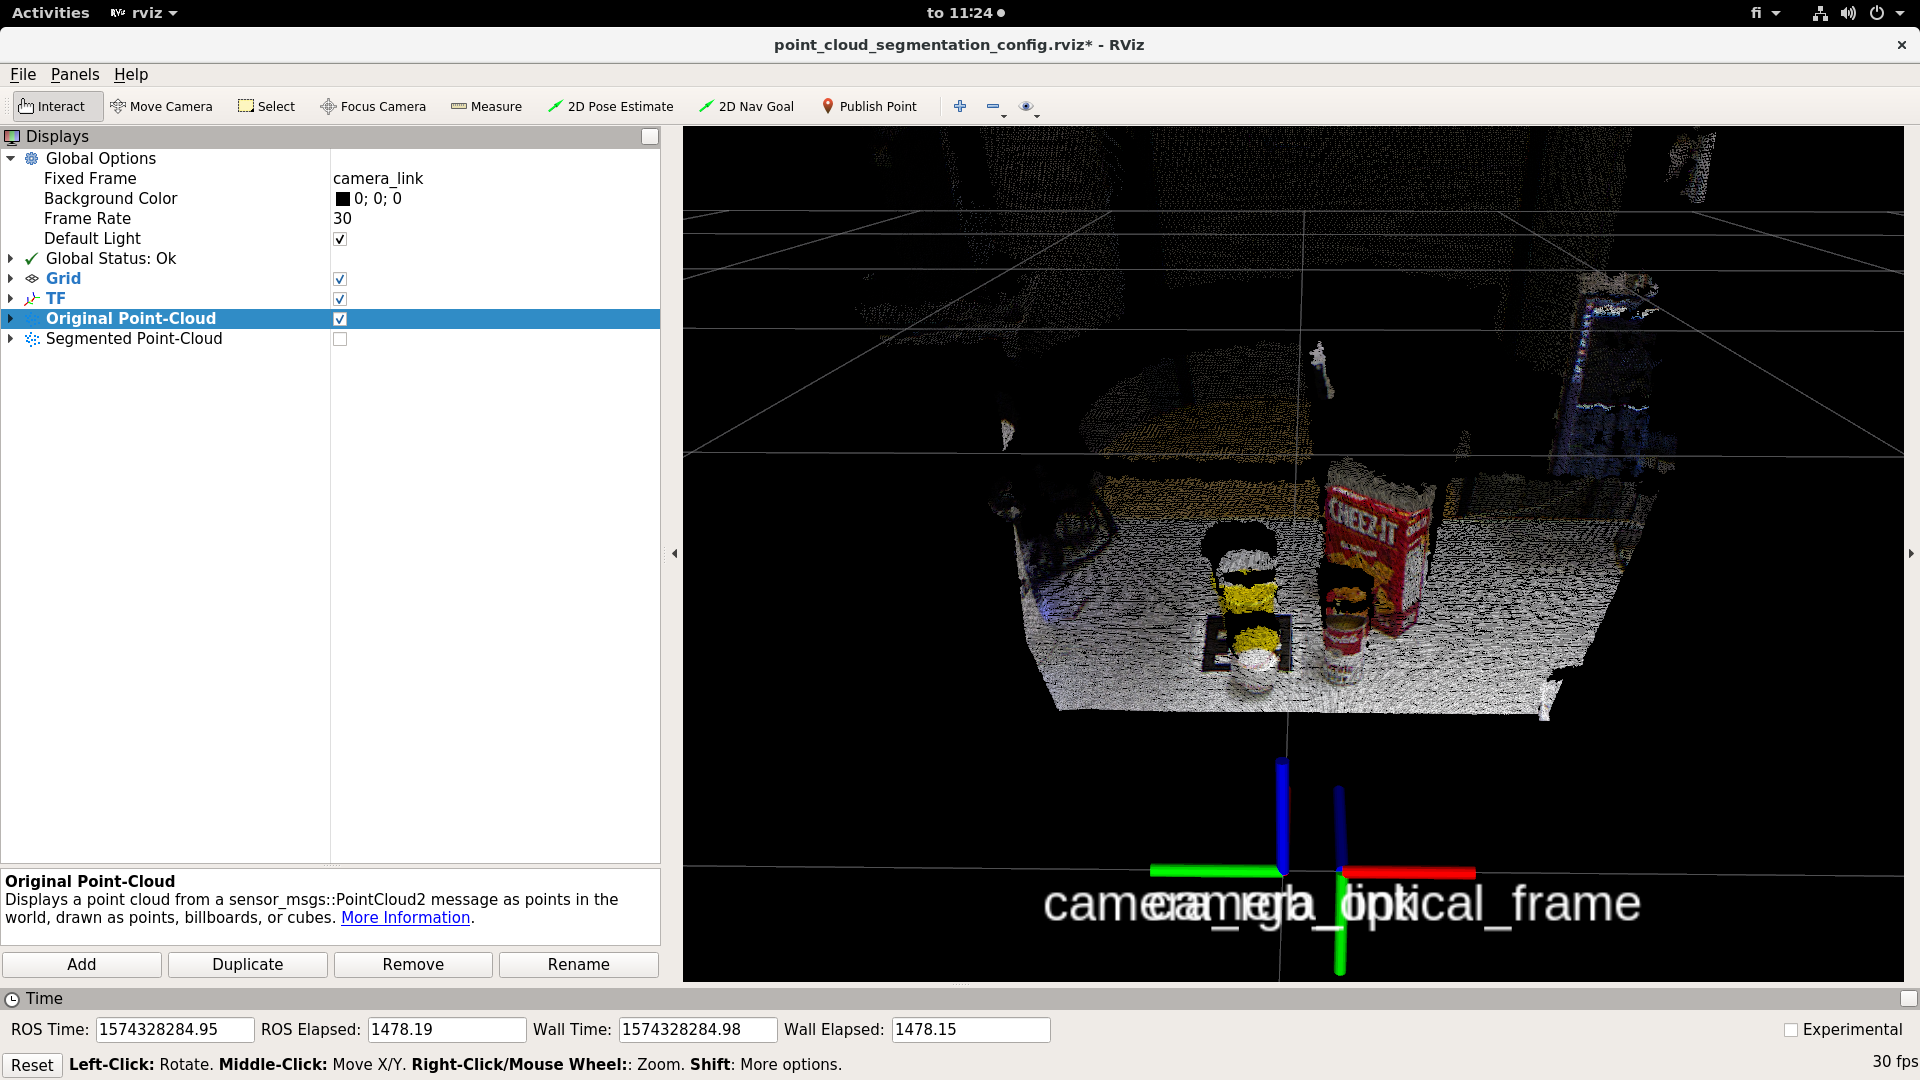 Activities rviz to 11:24 fi
point_cloud_segmentation_config.rviz* - RViz
File Panels Help
Interact Move Camera Select Focus Camera Measure 2D Pose Estimate 2D Nav Goal Publish Point
Displays
Global Options
Fixed Frame camera_link
Background Color 0; 0; 0
Frame Rate 30
Default Light
Global Status: Ok
Grid
TF
Original Point-Cloud
Segmented Point-Cloud
CHEEZ-IT
camera_link
camera_rgb_optical_frame
Original Point-Cloud
Displays a point cloud from a sensor_msgs::PointCloud2 message as points in the
world, drawn as points, billboards, or cubes. More Information.
Add Duplicate Remove Rename
Time
ROS Time: 1574328284.95 ROS Elapsed: 1478.19 Wall Time: 1574328284.98 Wall Elapsed: 1478.15 Experimental
Reset Left-Click: Rotate. Middle-Click: Move X/Y. Right-Click/Mouse Wheel:: Zoom. Shift: More options. 30 fps